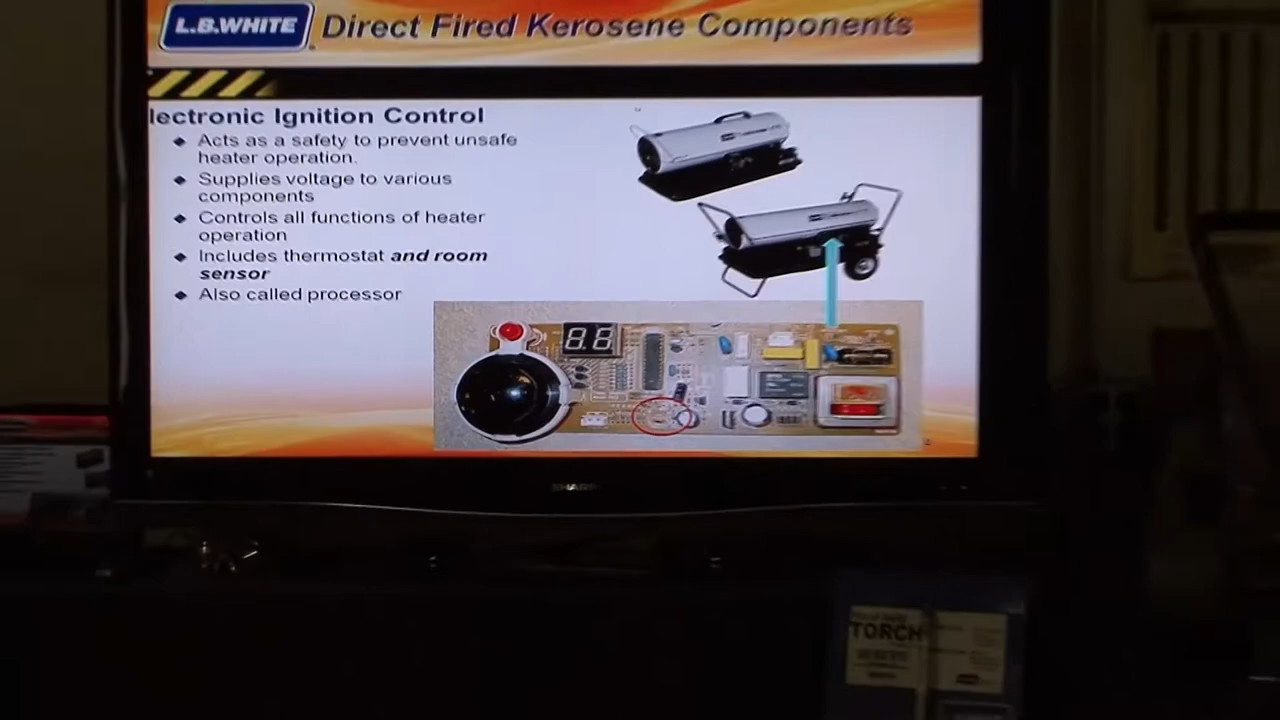 L.B.WHITE
Direct Fired Kerosene Components
lectronic Ignition Control
Acts as a safety to prevent unsafe
heater operation.
Supplies voltage to various
components
Controls all functions of heater
operation
Includes thermostat and room
sensor
Also called processor
8.8.
SHARP
TORCH